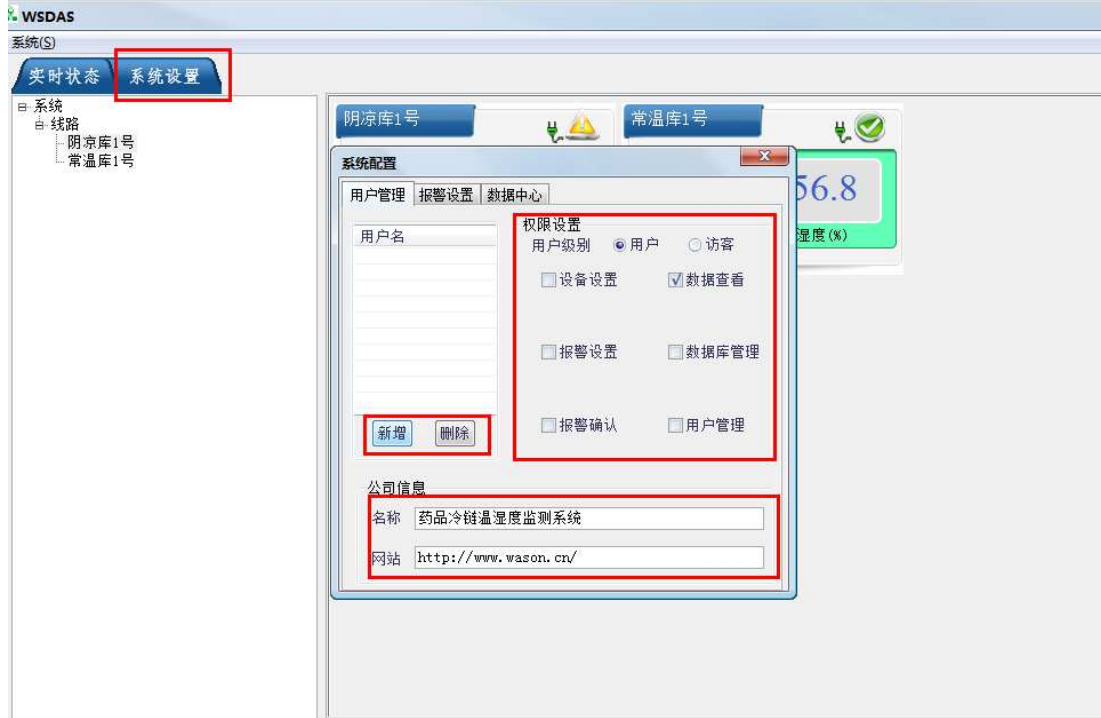 WSDAS
系统(S)
实时状态 系统设置
系统
线路
阴凉库1号
常温库1号
阴凉库1号 常温库1号
56.8
湿度(%)
系统配置
用户管理 报警设置 数据中心
用户名
权限设置
用户级别 用户 访客
设备设置 数据查看
报警设置 数据库管理
报警确认 用户管理
新增 删除
公司信息
名称 药品冷链温湿度监测系统
网站 http://www.wason.cn/